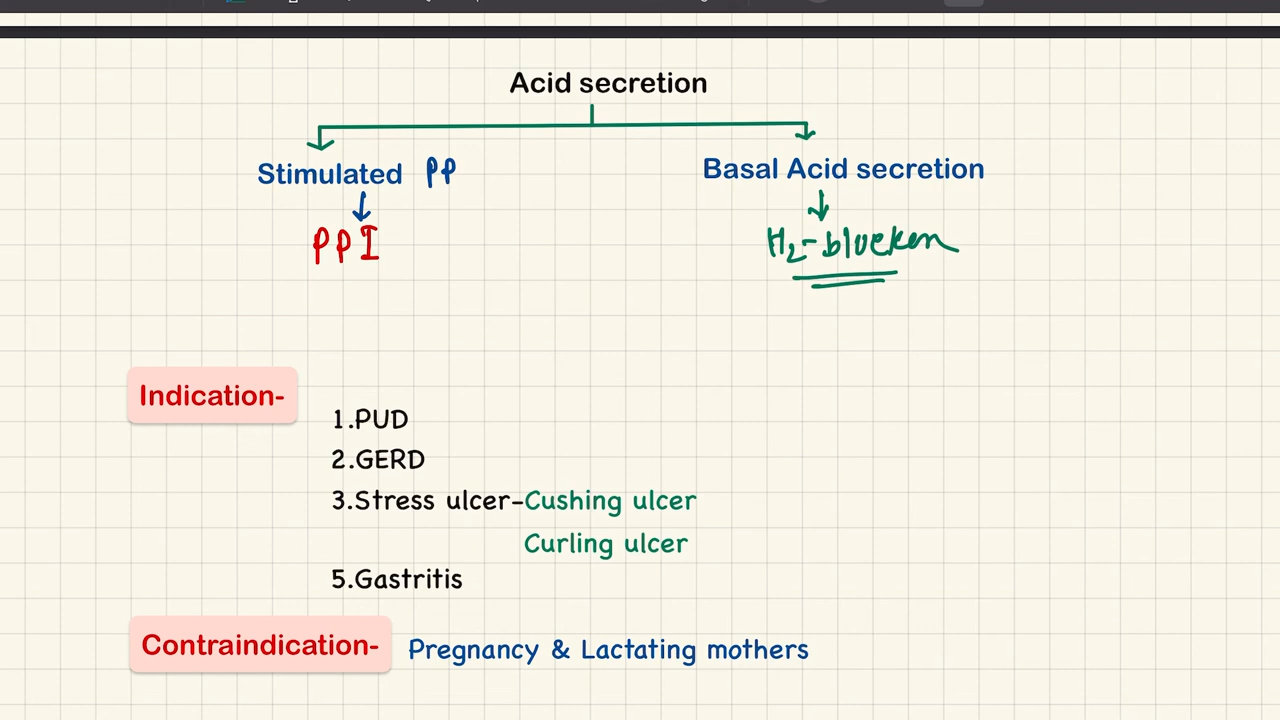 Acid secretion
Stimulated PP
Basal Acid secretion
PPI
H2-blocker
Indication-
1.PUD
2.GERD
3.Stress ulcer-Cushing ulcer
Curling ulcer
5.Gastritis
Contraindication- Pregnancy & Lactating mothers